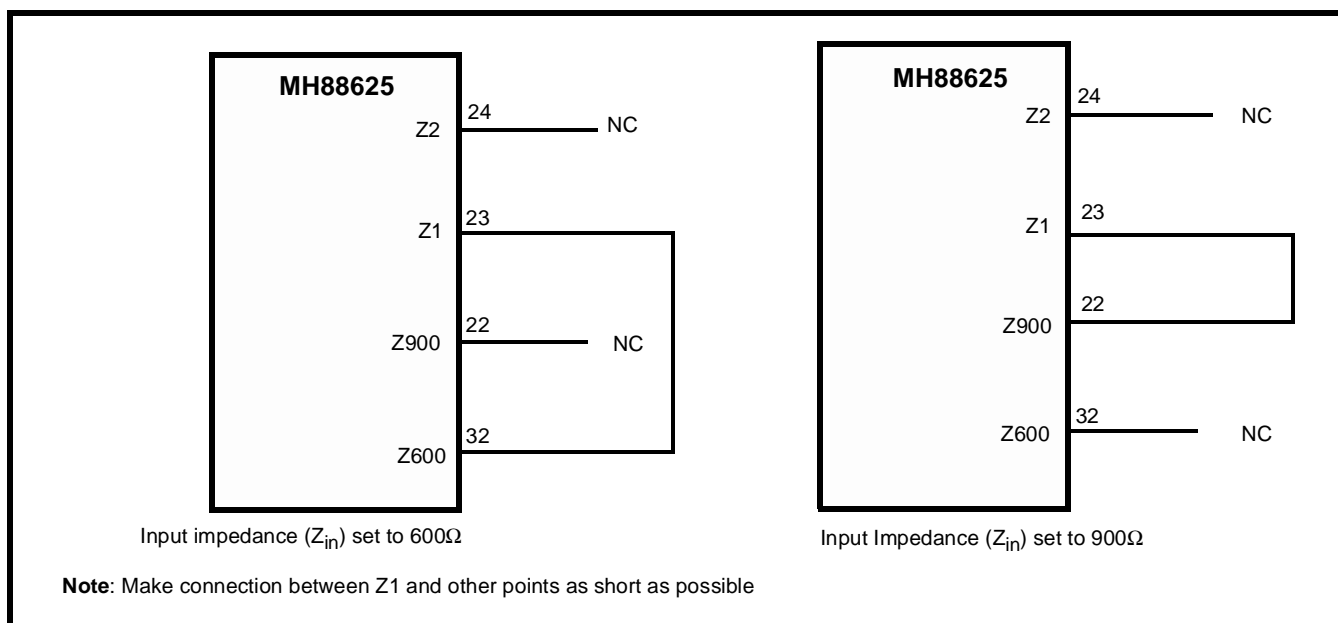 MH88625
24
Z2
NC
23
Z1
22
Z900
NC
32
Z600
Input impedance (Zin) set to 600Ω
MH88625
24
Z2
NC
23
Z1
22
Z900
32
Z600
NC
Input Impedance (Zin) set to 900Ω
Note: Make connection between Z1 and other points as short as possible